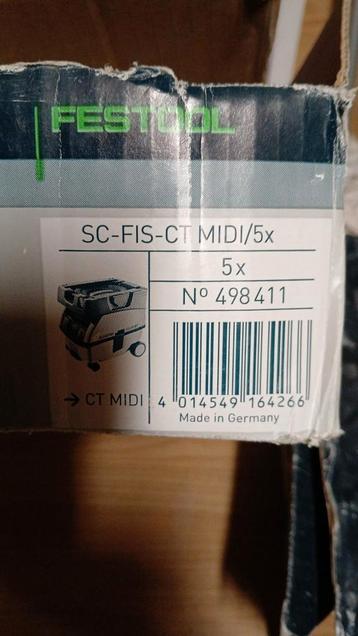 FESTOOL
SC-FIS-CT MIDI/5x
5x
Nº 498411
→ CT MIDI
4 014549 164266
Made in Germany